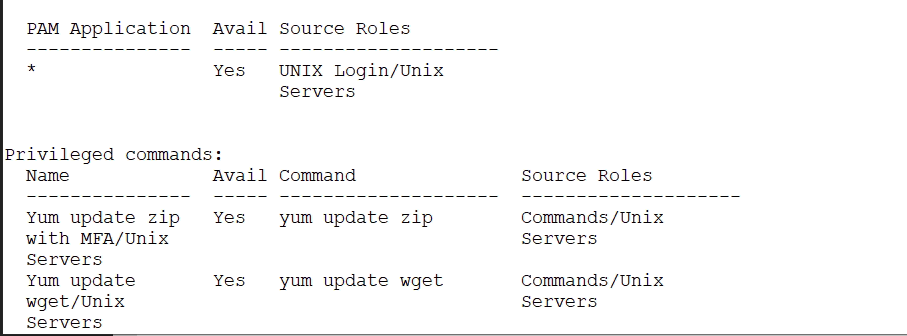 PAM Application  Avail Source Roles
---------------  ----- --------------------
*                Yes   UNIX Login/Unix
                       Servers
Privileged commands:
Name             Avail Command               Source Roles
---------------  ----- --------------------  --------------------
Yum update zip   Yes   yum update zip        Commands/Unix
with MFA/Unix                                Servers
Servers
Yum update       Yes   yum update wget       Commands/Unix
wget/Unix                                    Servers
Servers